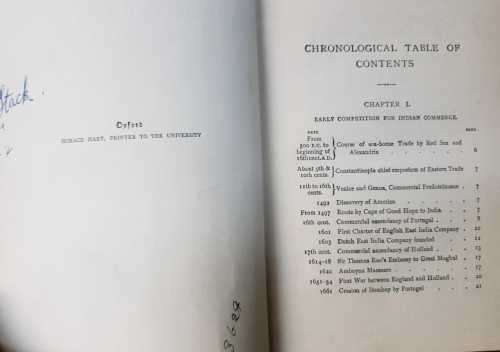 Stack.
Oxford
HORACE HART, PRINTER TO THE UNIVERSITY
CHRONOLOGICAL TABLE OF
CONTENTS
CHAPTER I.
EARLY COMPETITION FOR INDIAN COMMERCE.
DATE PAGE
From
300 B.C. to
beginning of
16th cent. A.D. } Course of sea-borne Trade by Red Sea and
Alexandria . . . . . . 6
About 5th &
10th cents. } Constantinople chief emporium of Eastern Trade 7
11th to 16th
cents. } Venice and Genoa, Commercial Predominance . 7
1492 Discovery of America . . . . . 7
From 1497 Route by Cape of Good Hope to India . . 7
16th cent. Commercial ascendancy of Portugal . . . 8
1601 First Charter of English East India Company . 10
1603 Dutch East India Company founded . . 12
17th cent. Commercial ascendancy of Holland . . . 13
1614-18 Sir Thomas Roe's Embassy to Great Moghul . 17
1622 Amboyna Massacre . . . . . . 17
1651-54 First War between England and Holland . . 20
1661 Cession of Bombay by Portugal . . . 21